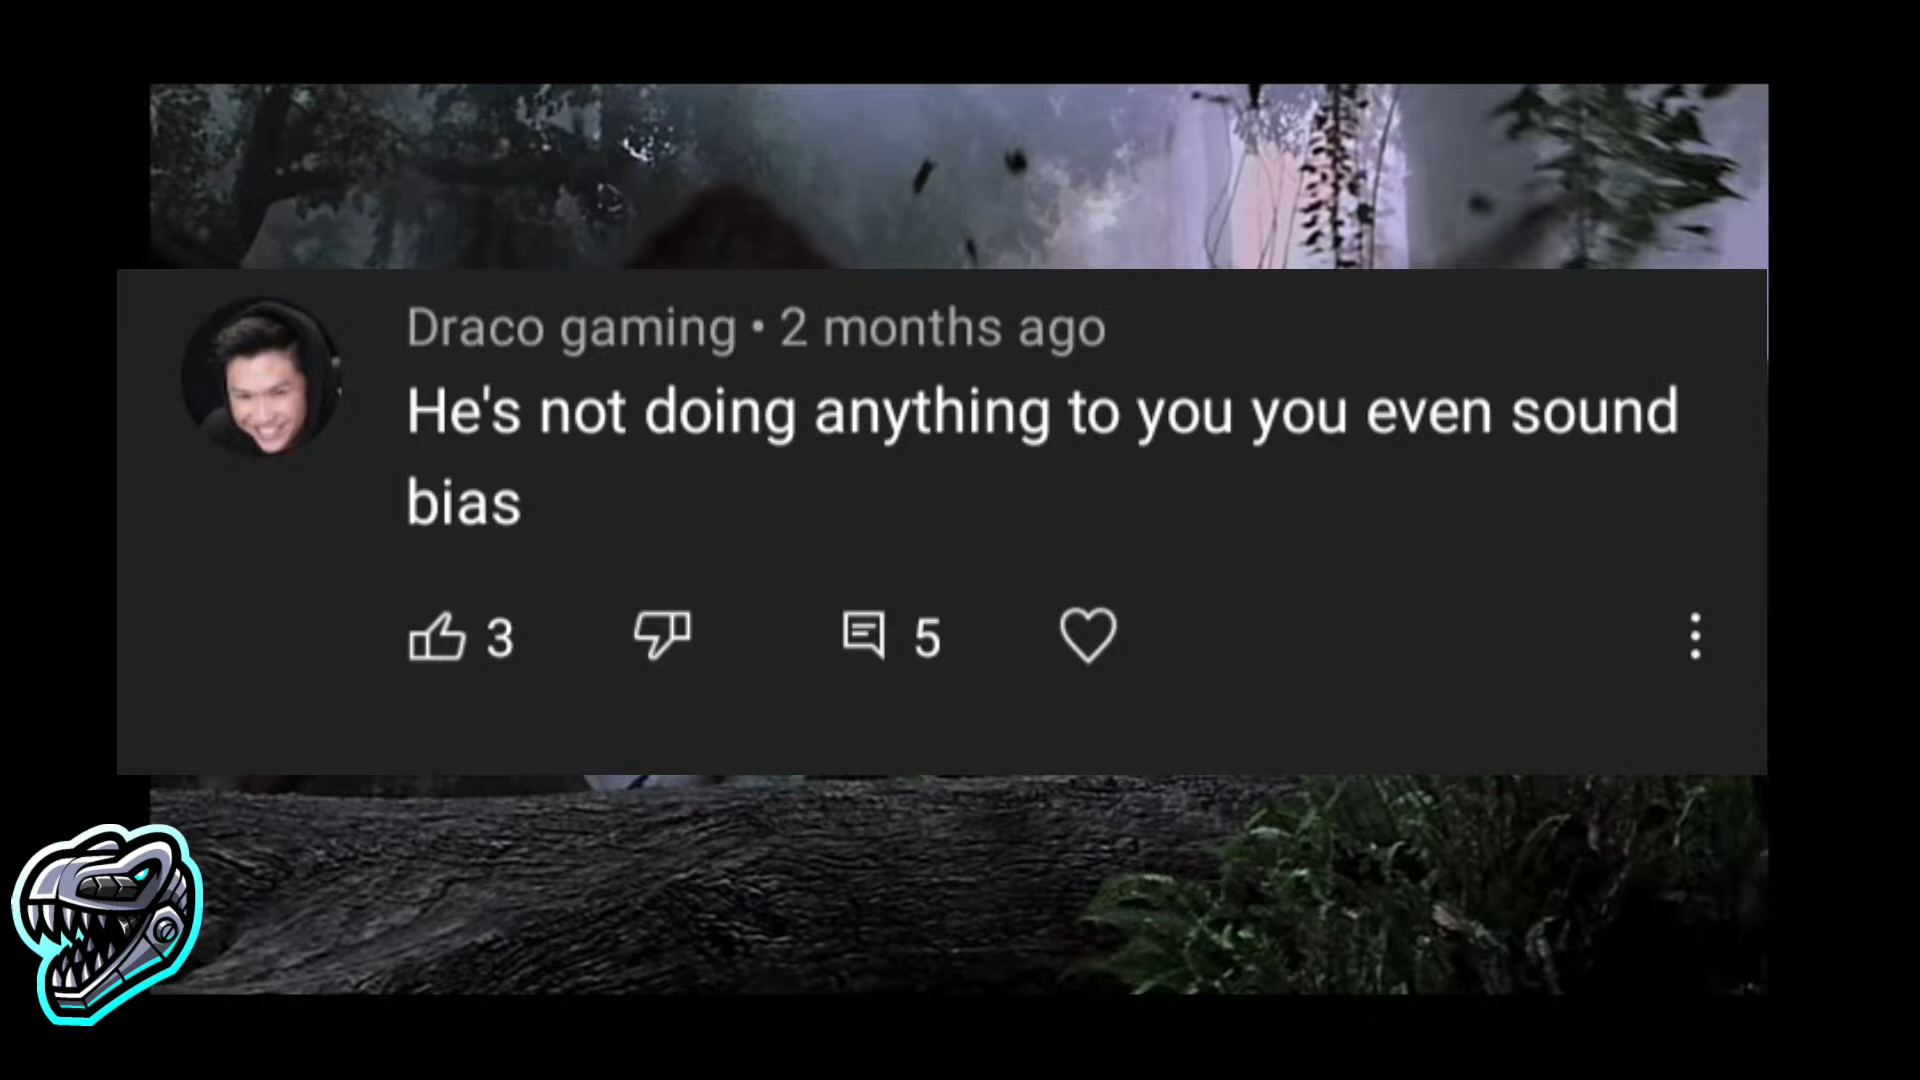 Draco gaming • 2 months ago
He's not doing anything to you you even sound
bias
3
5